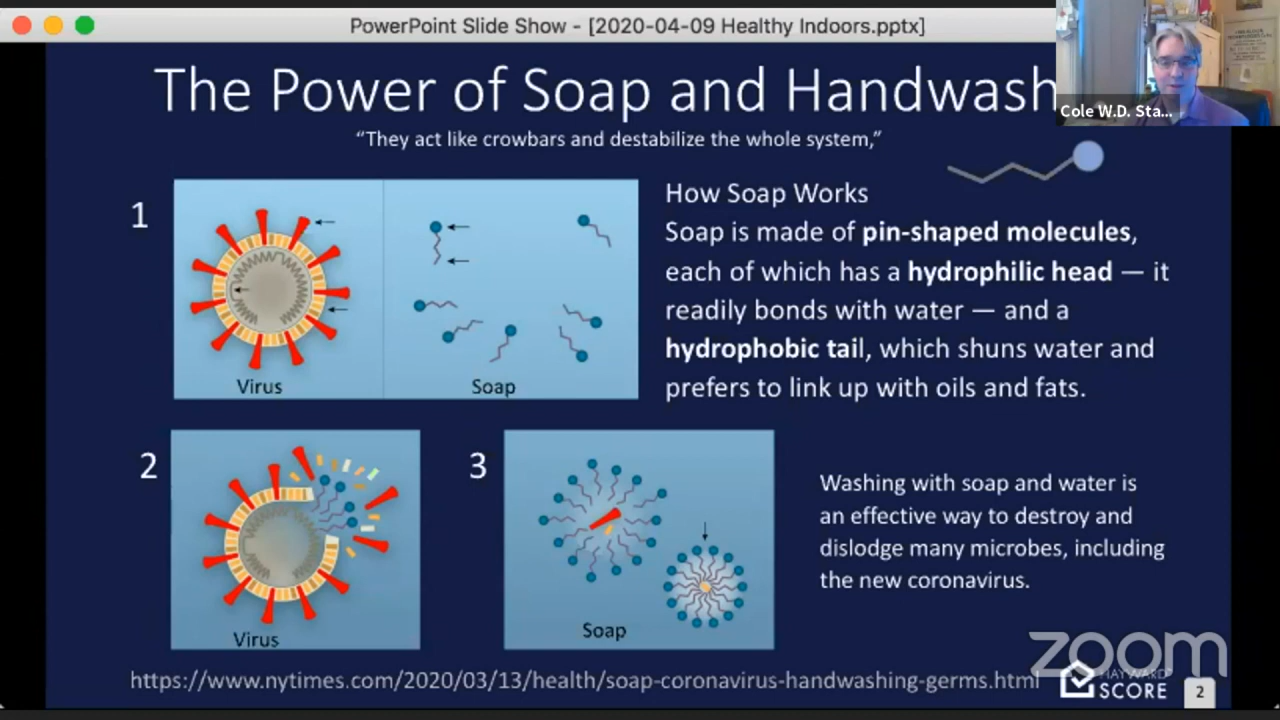 PowerPoint Slide Show - [2020-04-09 Healthy Indoors.pptx]
Cole W.D. Sta...
The Power of Soap and Handwash
“They act like crowbars and destabilize the whole system,”
1
Virus
Soap
How Soap Works
Soap is made of pin-shaped molecules,
each of which has a hydrophilic head — it
readily bonds with water — and a
hydrophobic tail, which shuns water and
prefers to link up with oils and fats.
2
Virus
3
Soap
Washing with soap and water is
an effective way to destroy and
dislodge many microbes, including
the new coronavirus.
https://www.nytimes.com/2020/03/13/health/soap-coronavirus-handwashing-germs.html
zoom
HAYWARD
SCORE
2